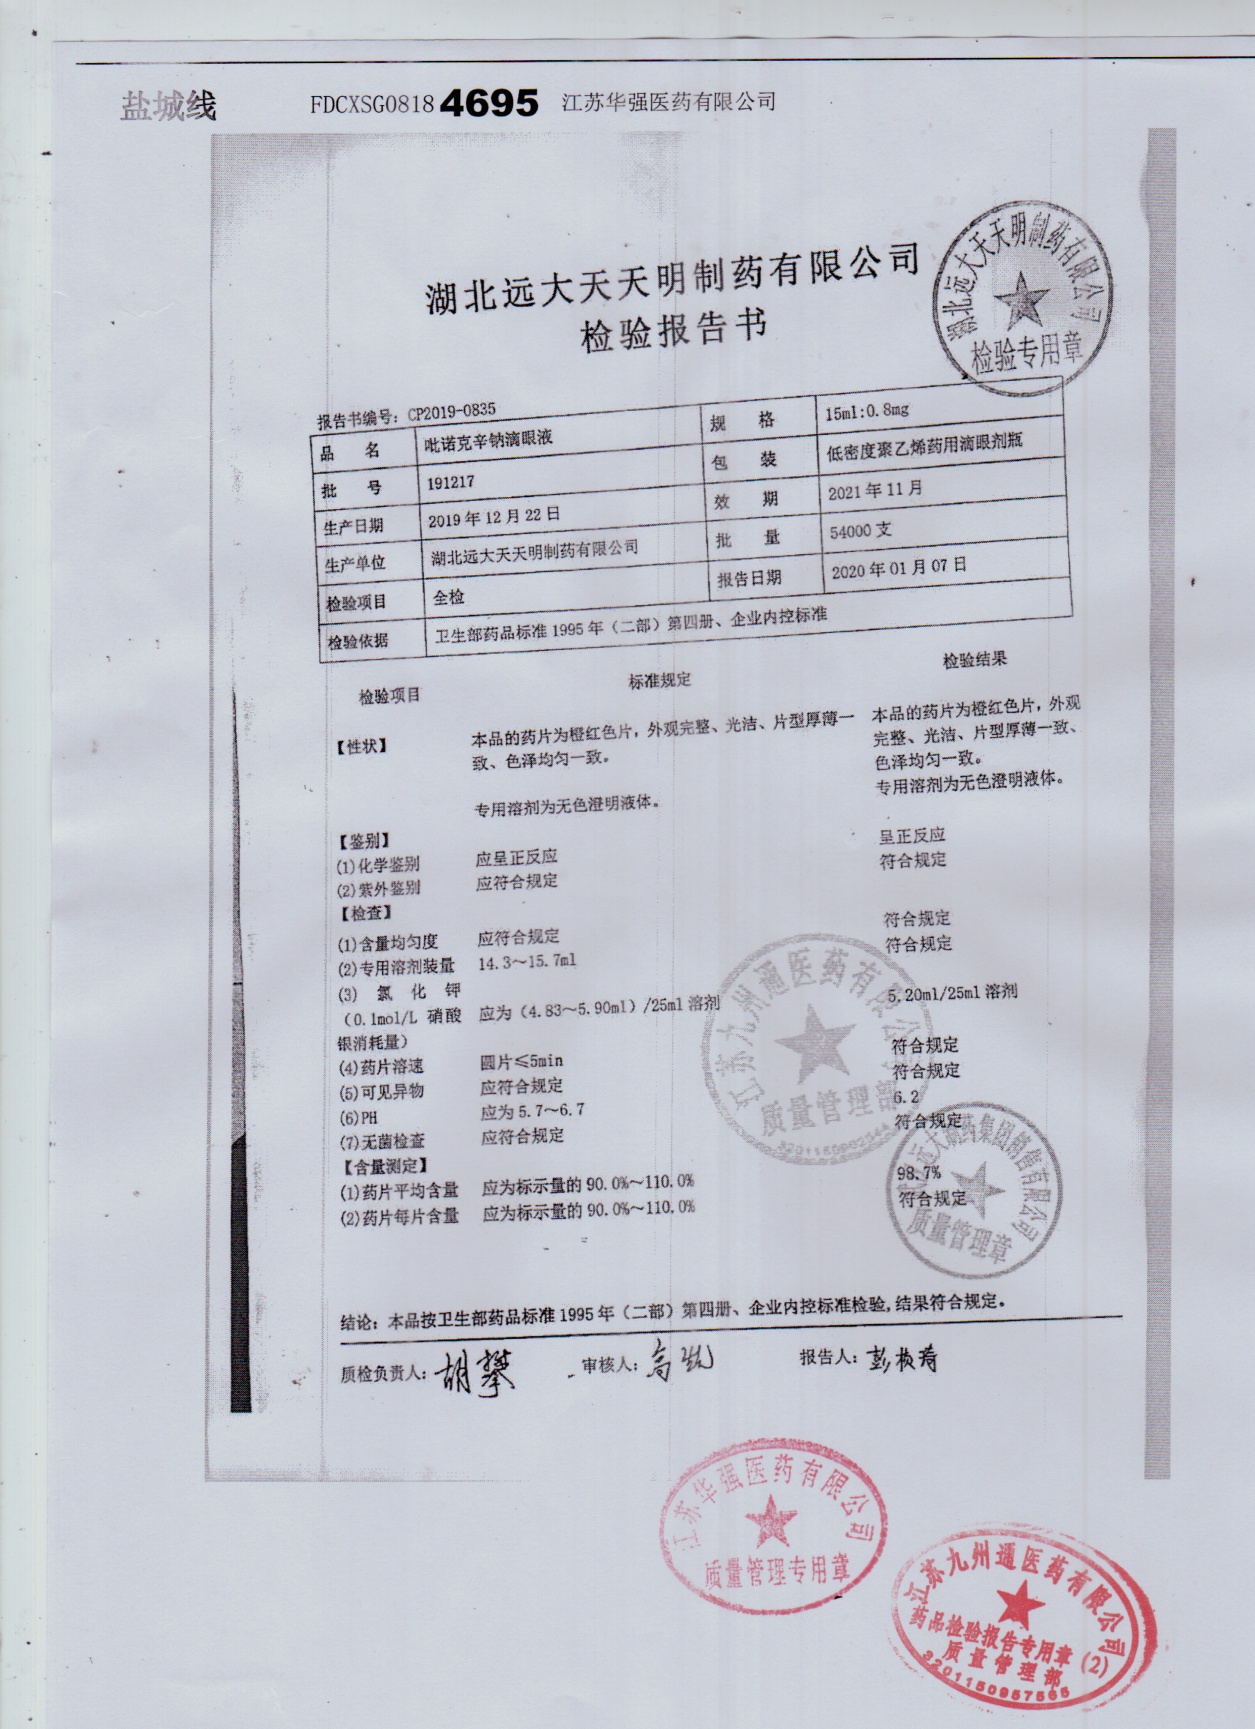 盐城线 FDCXSG0818 4695 江苏华强医药有限公司
湖北远大天天明制药有限公司
检验报告书
湖北远大天天明制药有限公司
检验专用章
报告书编号：CP2019-0835
品 名 吡诺克辛钠滴眼液 规 格 15ml:0.8mg
批 号 191217 包 装 低密度聚乙烯药用滴眼剂瓶
生产日期 2019年12月22日 效 期 2021年11月
生产单位 湖北远大天天明制药有限公司 批 量 54000支
检验项目 全检 报告日期 2020年01月07日
检验依据 卫生部药品标准1995年（二部）第四册、企业内控标准
检验项目 标准规定 检验结果
【性状】 本品的药片为橙红色片，外观完整、光洁、片型厚薄一 本品的药片为橙红色片，外观
致、色泽均匀一致。 完整、光洁、片型厚薄一致、
色泽均匀一致。
专用溶剂为无色澄明液体。 专用溶剂为无色澄明液体。
【鉴别】
(1)化学鉴别 应呈正反应 呈正反应
(2)紫外鉴别 应符合规定 符合规定
【检查】
(1)含量均匀度 应符合规定 符合规定
(2)专用溶剂装量 14.3～15.7ml 符合规定
(3) 氯 化 钾
（0.1mol/L 硝酸 应为（4.83～5.90ml）/25ml溶剂 5.20ml/25ml溶剂
银消耗量）
(4)药片溶速 圆片≤5min 符合规定
(5)可见异物 应符合规定 符合规定
(6)PH 应为5.7～6.7 6.2
(7)无菌检查 应符合规定 符合规定
【含量测定】
(1)药片平均含量 应为标示量的90.0%～110.0% 98.7%
(2)药片每片含量 应为标示量的90.0%～110.0% 符合规定
江苏九州通医药有限公司
质量管理部
远大制药集团销售有限公司
质量管理章
结论：本品按卫生部药品标准1995年（二部）第四册、企业内控标准检验,结果符合规定。
质检负责人：胡攀 审核人：高凯 报告人：彭
江苏华强医药有限公司
质量管理专用章
江苏九州通医药有限公司
药品检验报告专用章
(2)
质量管理部